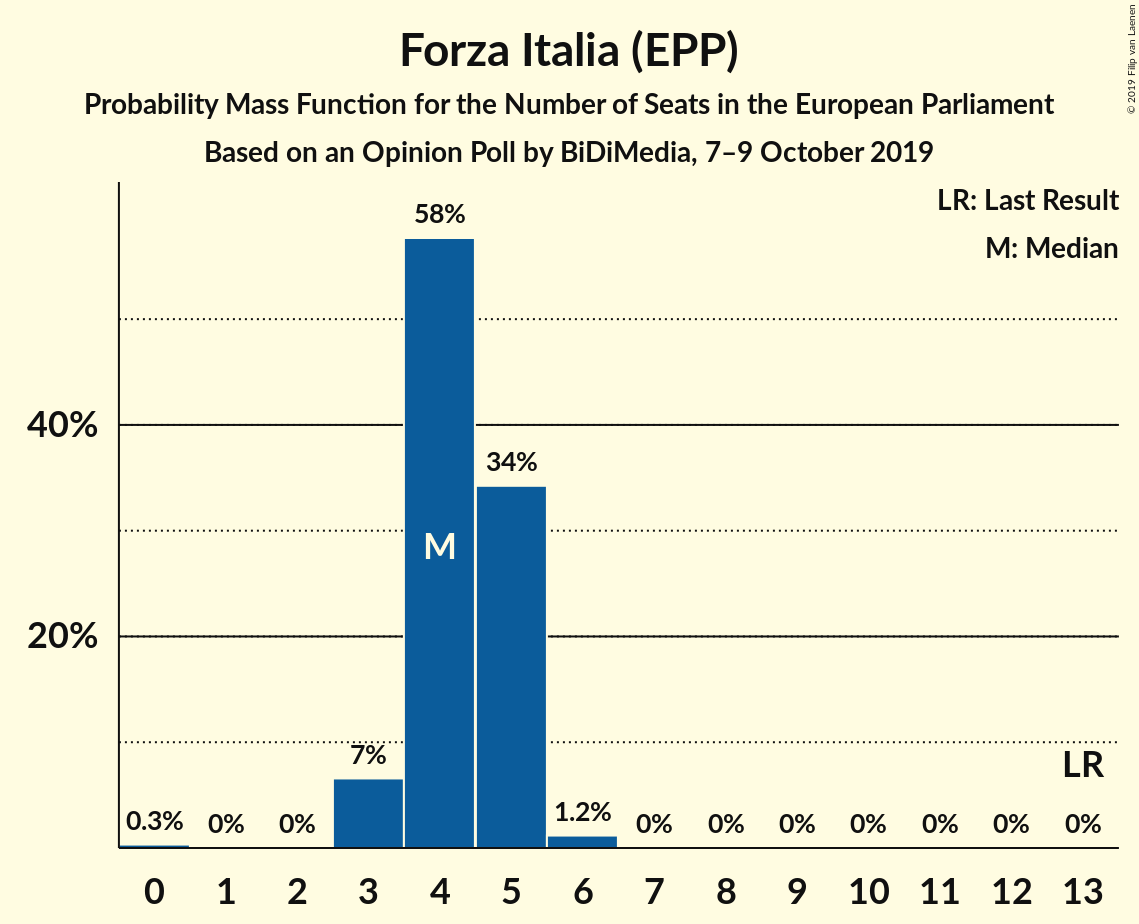 Forza Italia (EPP)
Probability Mass Function for the Number of Seats in the European Parliament
Based on an Opinion Poll by BiDiMedia, 7–9 October 2019
© 2019 Filip van Laenen
LR: Last Result
M: Median
58%
40%
34%
M
20%
7%
LR
0.3% 0% 0% 1.2% 0% 0% 0% 0% 0% 0% 0%
0 1 2 3 4 5 6 7 8 9 10 11 12 13